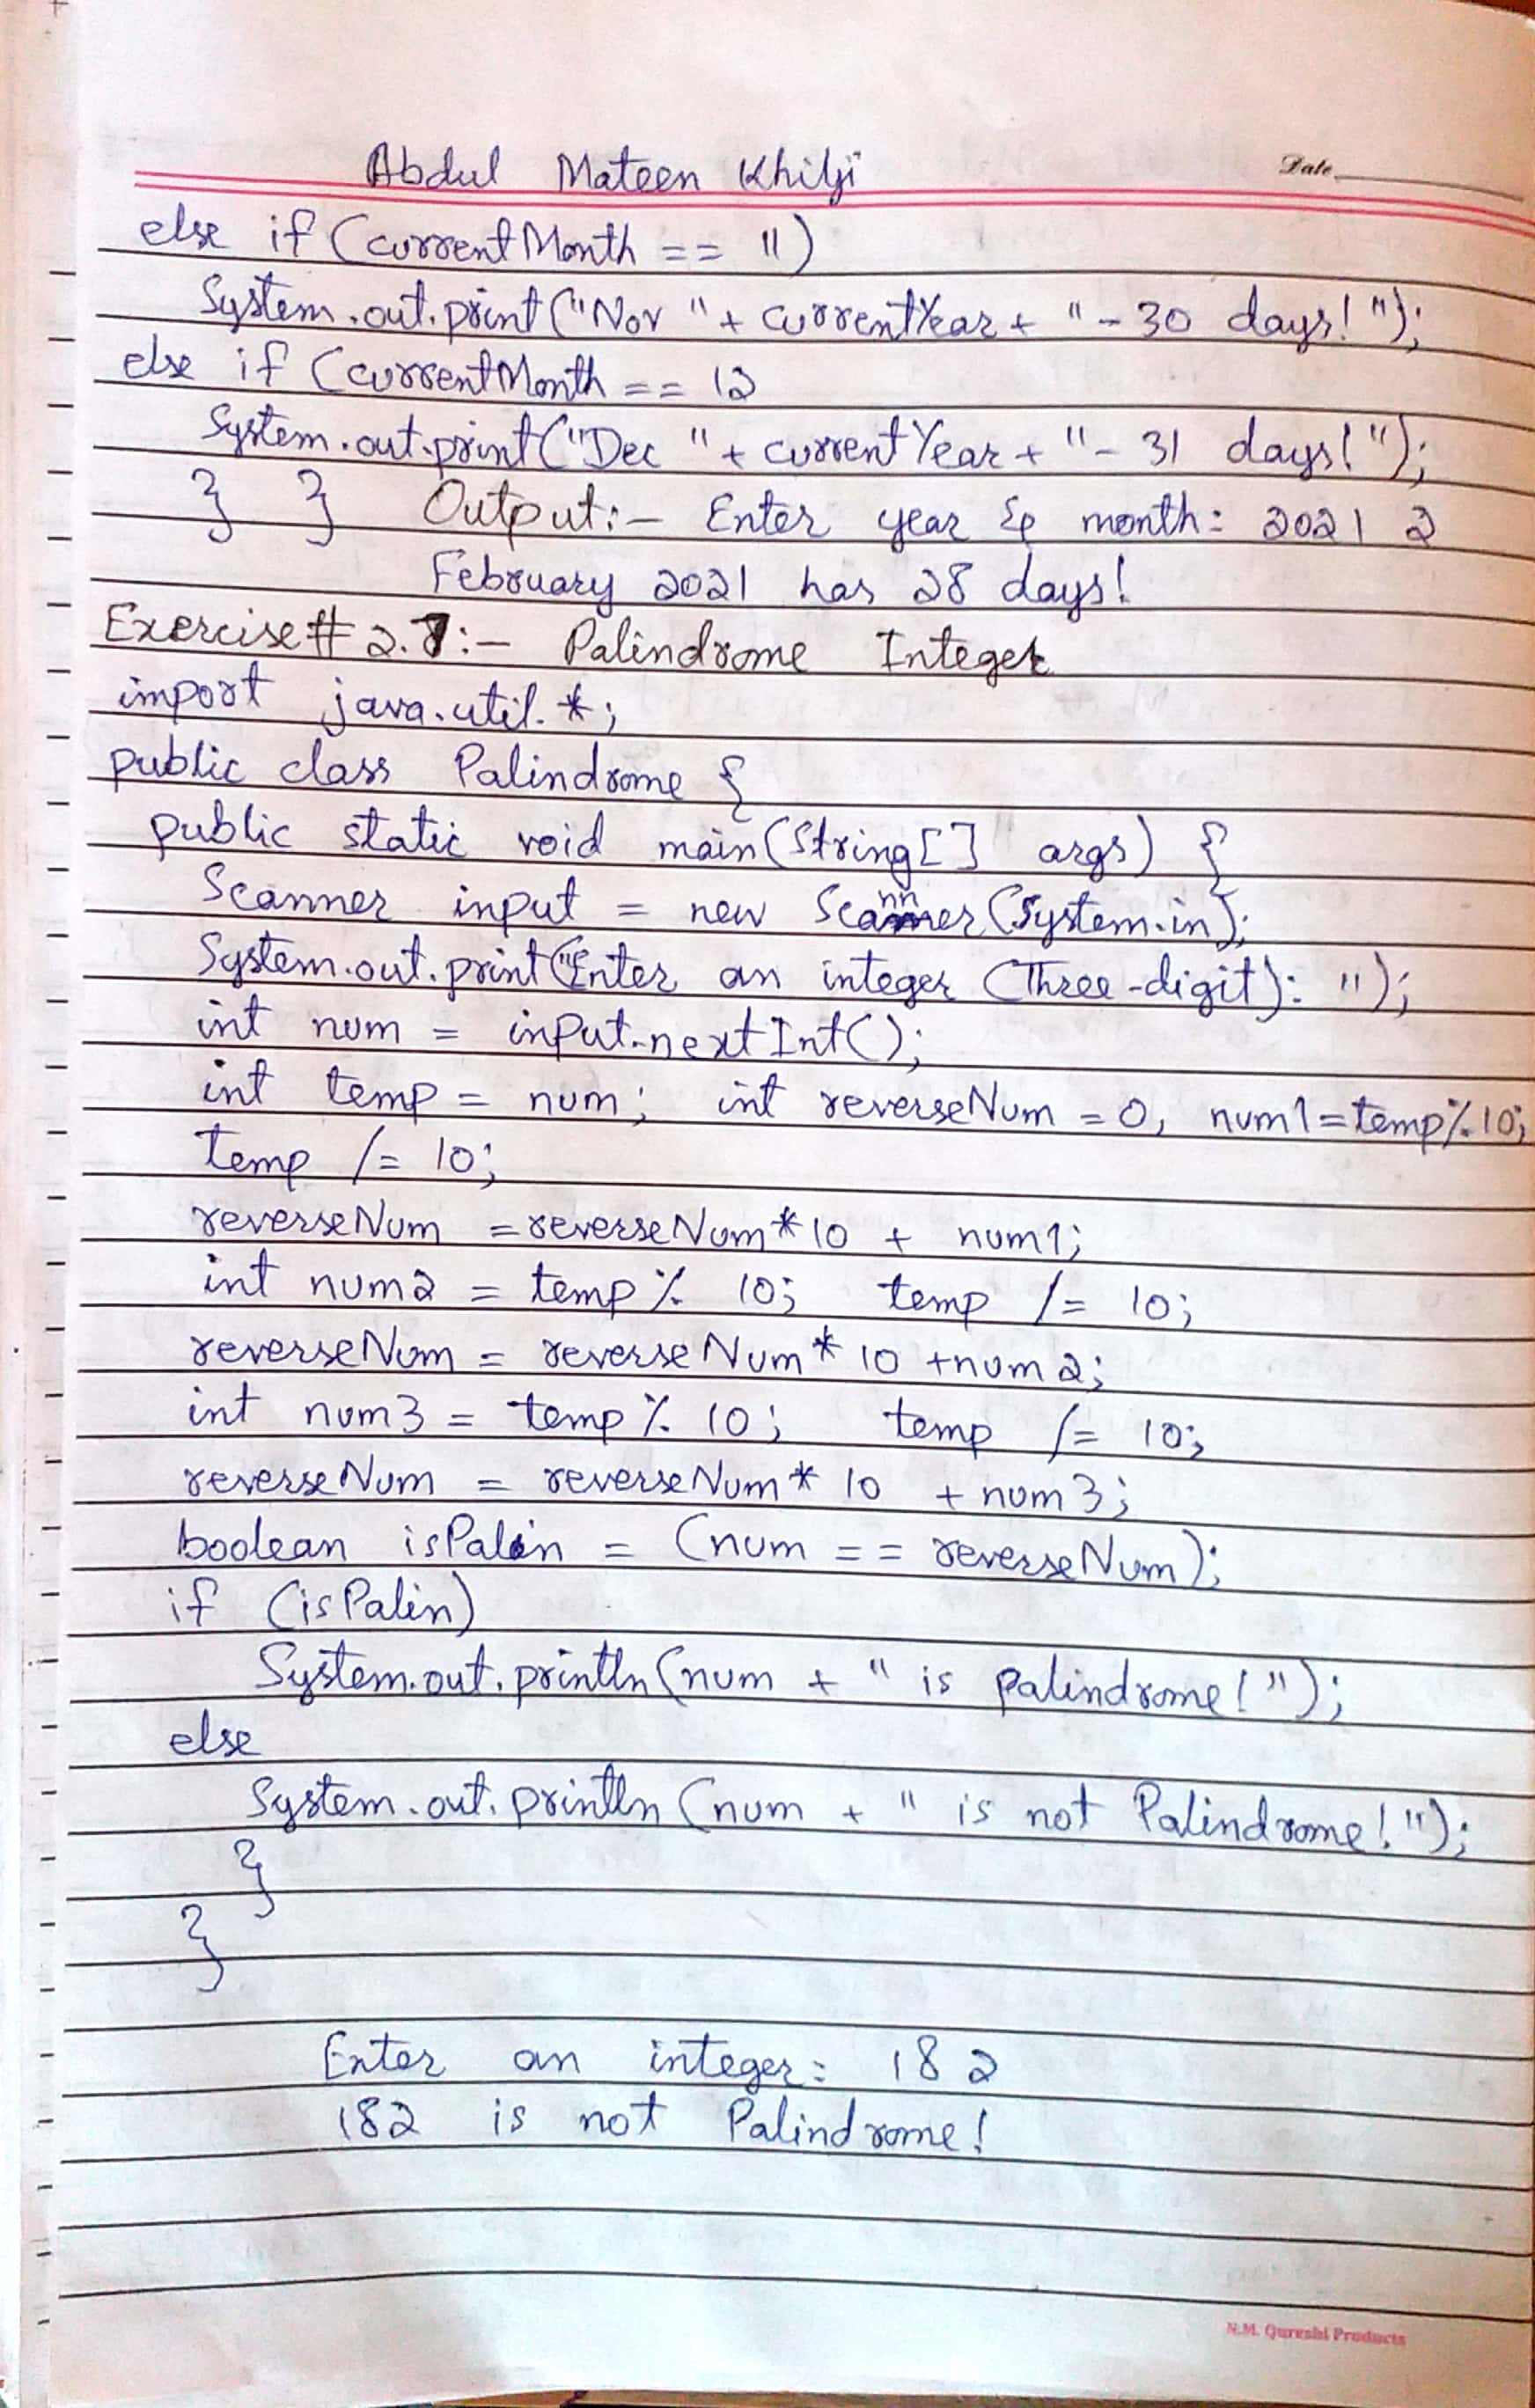 Abdul Mateen Khilji
Date
else if (currentMonth == 11)
System.out.print("Nov "+ currentYear + " - 30 days! ");
else if (currentMonth == 12
System.out.print("Dec "+ currentYear + "- 31 days! ");
} } Output:- Enter year & month: 2021 2
February 2021 has 28 days!
Exercise# 2.7:- Palindrome Integer
import java.util.*;
public class Palindrome {
public static void main(String[] args) {
Scanner input = new Scanner(System.in);
System.out.print("Enter an integer (Three-digit): ");
int num = input.nextInt();
int temp = num; int reverseNum = 0, num1=temp%10;
temp /= 10;
reverseNum =reverseNum*10 + num1;
int num2 = temp % 10; temp /= 10;
reverseNum = reverseNum* 10 +num2;
int num3 = temp % 10; temp /= 10;
reverseNum = reverseNum* 10 + num3;
boolean isPalin = (num == reverseNum);
if (isPalin)
System.out.println(num + " is palindrome! ");
else
System.out.println(num + " is not Palindrome! ");
}
}
Enter an integer: 182
182 is not Palindrome!
N.M. Qureshi Products